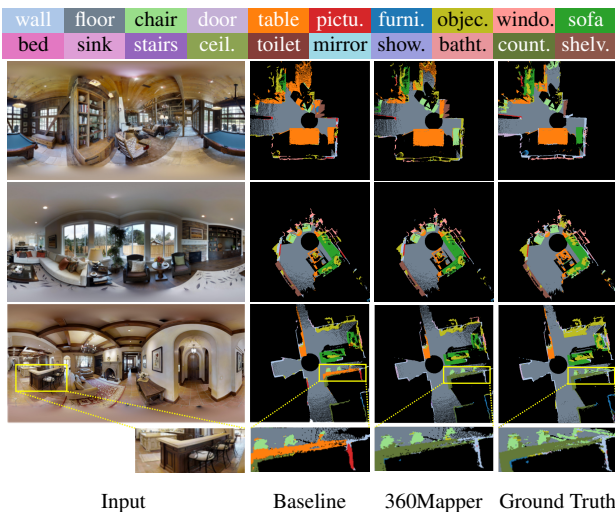 wall floor chair door table pictu. furni. objec. windo. sofa
bed sink stairs ceil. toilet mirror show. batht. count. shelv.
Input Baseline 360Mapper Ground Truth